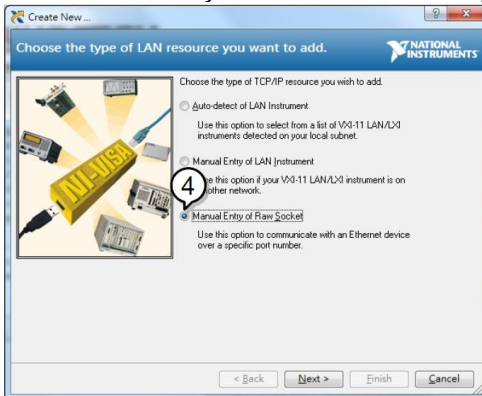 Create New ...
Choose the type of LAN resource you want to add.
NATIONAL
INSTRUMENTS
Choose the type of TCP/IP resource you wish to add.
Auto-detect of LAN Instrument
Use this option to select from a list of VXI-11 LAN/LXI
instruments detected on your local subnet.
Manual Entry of LAN Instrument
this option if your VXI-11 LAN/LXI instrument is on
other network.
4
Manual Entry of Raw Socket
Use this option to communicate with an Ethernet device
over a specific port number.
NI-VISA
< Back
Next >
Finish
Cancel